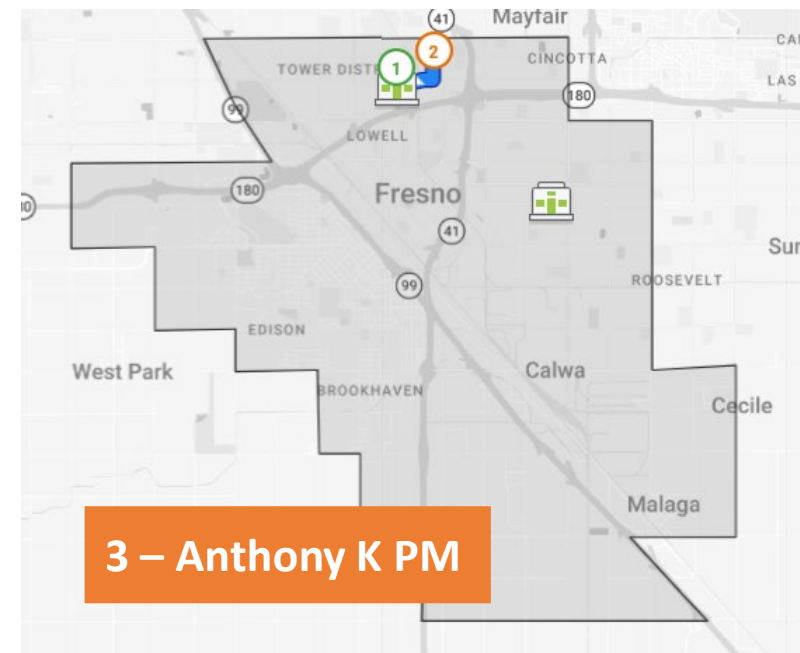 Mayfair
41
2
CINCOTTA
CA
TOWER DISTR
1
LAS
180
99
LOWELL
180
Fresno
41
Sur
ROOSEVELT
99
EDISON
West Park
Calwa
BROOKHAVEN
Cecile
Malaga
3 – Anthony K PM